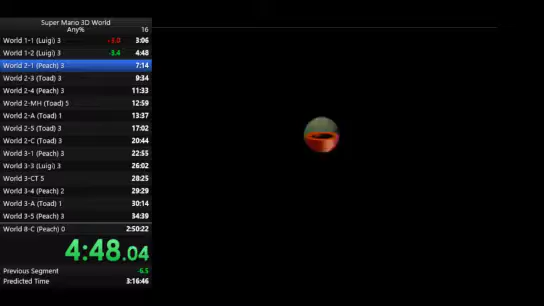 Super Mario 3D World
Any% 16
World 1-1 (Luigi) 3 +3.0 3:06
World 1-2 (Luigi) 3 -3.4 4:48
World 2-1 (Peach) 3 7:14
World 2-3 (Toad) 3 9:34
World 2-4 (Peach) 3 11:33
World 2-MH (Toad) 5 12:59
World 2-A (Toad) 1 13:37
World 2-5 (Toad) 3 17:02
World 2-C (Toad) 3 20:44
World 3-1 (Peach) 3 22:55
World 3-3 (Luigi) 3 26:02
World 3-CT 5 28:25
World 3-4 (Peach) 2 29:29
World 3-A (Toad) 1 30:14
World 3-5 (Peach) 3 34:39
World 8-C (Peach) 0 2:50:22
4:48.04
Previous Segment -6.5
Predicted Time 3:16:46